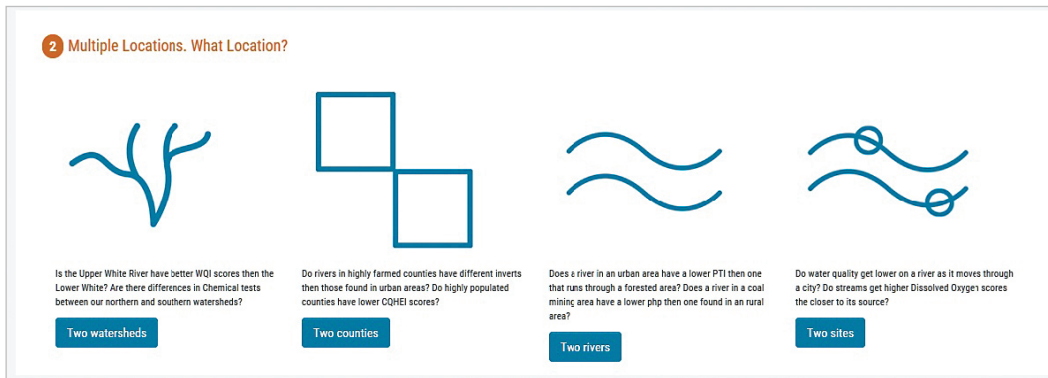 2 Multiple Locations. What Location?
Is the Upper White River have better WQI scores then the
Lower White? Are there differences in Chemical tests
between our northern and southern watersheds?
Two watersheds
Do rivers in highly farmed counties have different inverts
then those found in urban areas? Do highly populated
counties have lower CQHEI scores?
Two counties
Does a river in an urban area have a lower PTI then one
that runs through a forested area? Does a river in a coal
mining area have a lower php then one found in an rural
area?
Two rivers
Do water quality get lower on a river as it moves through
a city? Do streams get higher Dissolved Oxygen scores
the closer to its source?
Two sites